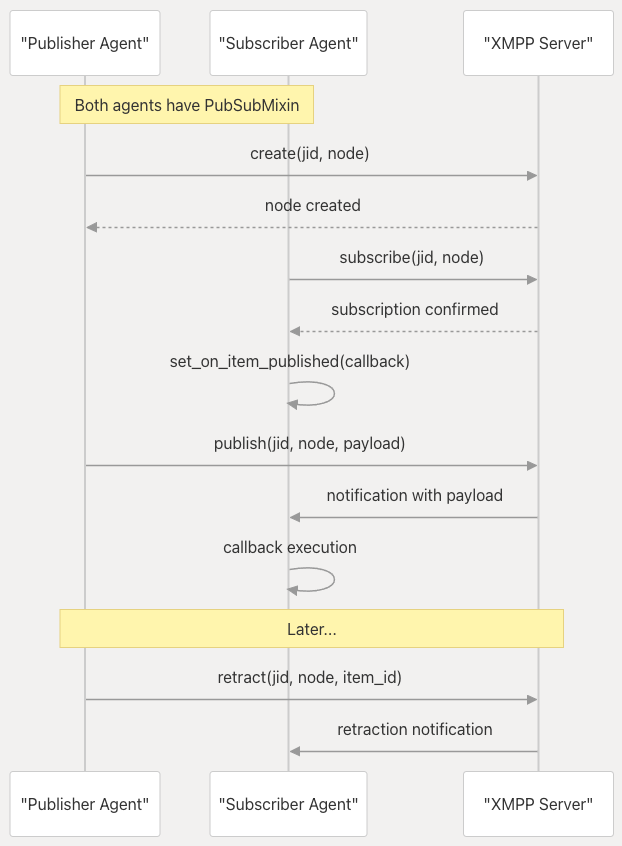 "Publisher Agent"
"Subscriber Agent"
"XMPP Server"
Both agents have PubSubMixin
create(jid, node)
node created
subscribe(jid, node)
subscription confirmed
set_on_item_published(callback)
publish(jid, node, payload)
notification with payload
callback execution
Later...
retract(jid, node, item_id)
retraction notification
"Publisher Agent"
"Subscriber Agent"
"XMPP Server"